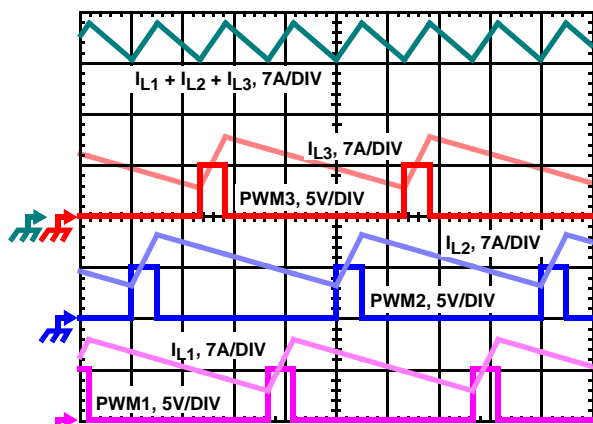 I_L1 + I_L2 + I_L3, 7A/DIV
I_L3, 7A/DIV
PWM3, 5V/DIV
I_L2, 7A/DIV
PWM2, 5V/DIV
I_L1, 7A/DIV
PWM1, 5V/DIV